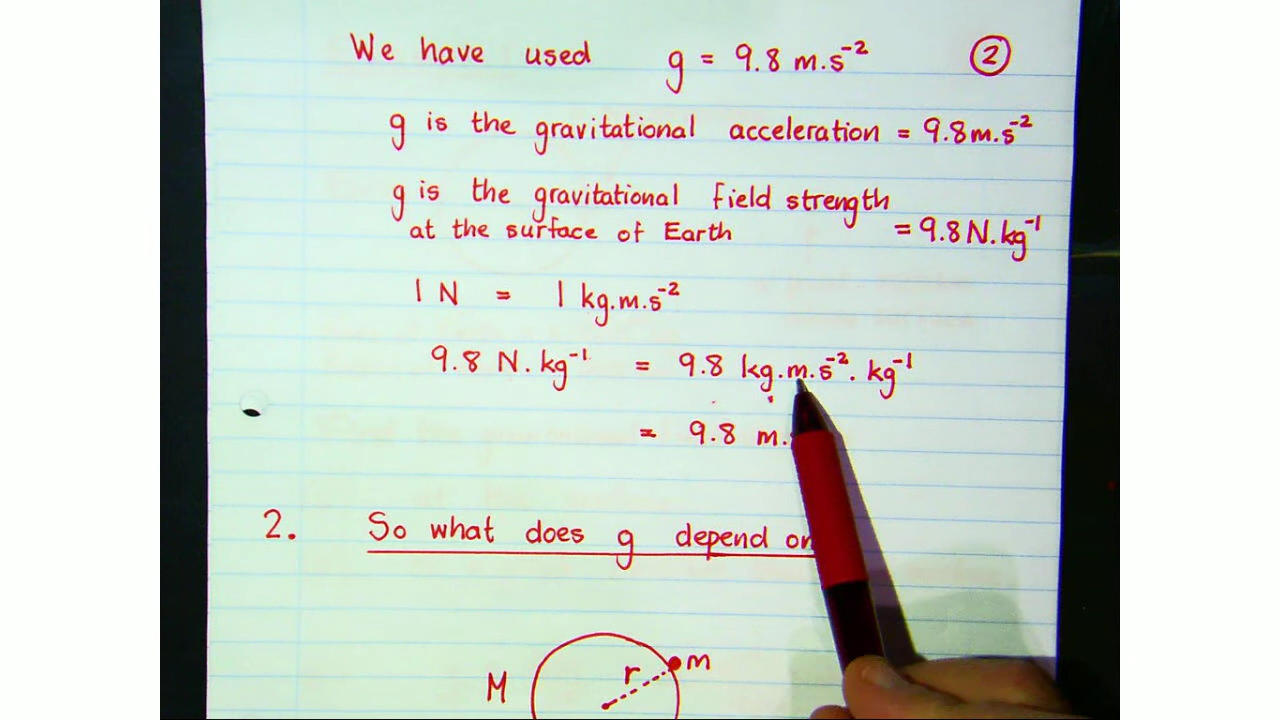 We have used g = 9.8 m.s⁻² ②
g is the gravitational acceleration = 9.8m.s⁻²
g is the gravitational field strength
at the surface of Earth = 9.8 N.kg⁻¹
1 N = 1 kg.m.s⁻²
9.8 N.kg⁻¹ = 9.8 kg.m.s⁻².kg⁻¹
= 9.8 m.
2. So what does g depend on
M r m